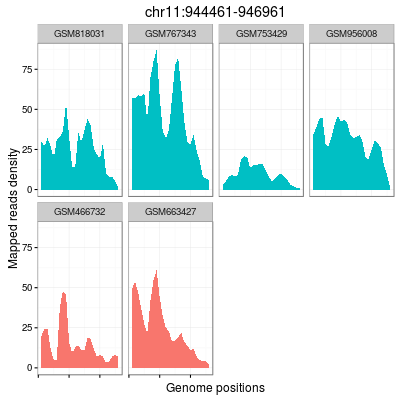 chr11:944461-946961
GSM818031 GSM767343 GSM753429 GSM956008
75
50
25
0
GSM466732 GSM663427
75
50
25
0
Mapped reads density
Genome positions